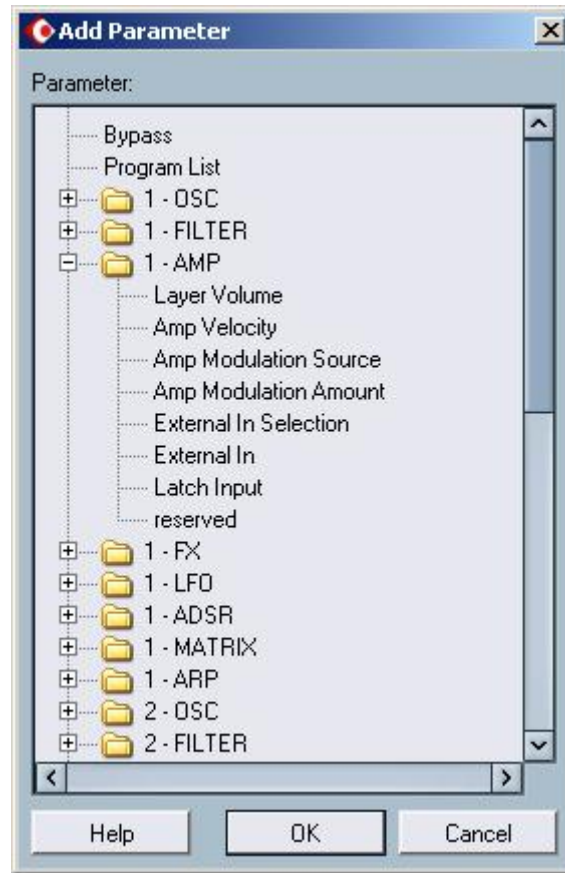 Add Parameter
Parameter:
Bypass
Program List
1 - OSC
1 - FILTER
1 - AMP
Layer Volume
Amp Velocity
Amp Modulation Source
Amp Modulation Amount
External In Selection
External In
Latch Input
reserved
1 - FX
1 - LFO
1 - ADSR
1 - MATRIX
1 - ARP
2 - OSC
2 - FILTER
Help OK Cancel